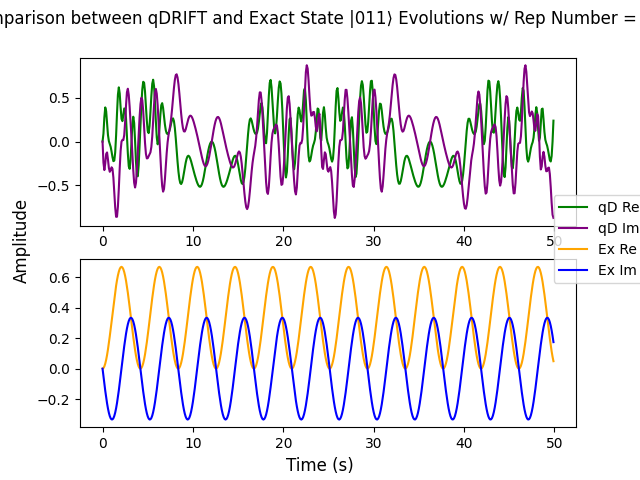 nparison between qDRIFT and Exact State |011⟩ Evolutions w/ Rep Number =
0.5
0.0
−0.5
0 10 20 30 40 50
Amplitude
qD Re
qD Im
Ex Re
Ex Im
0.6
0.4
0.2
0.0
−0.2
0 10 20 30 40 50
Time (s)